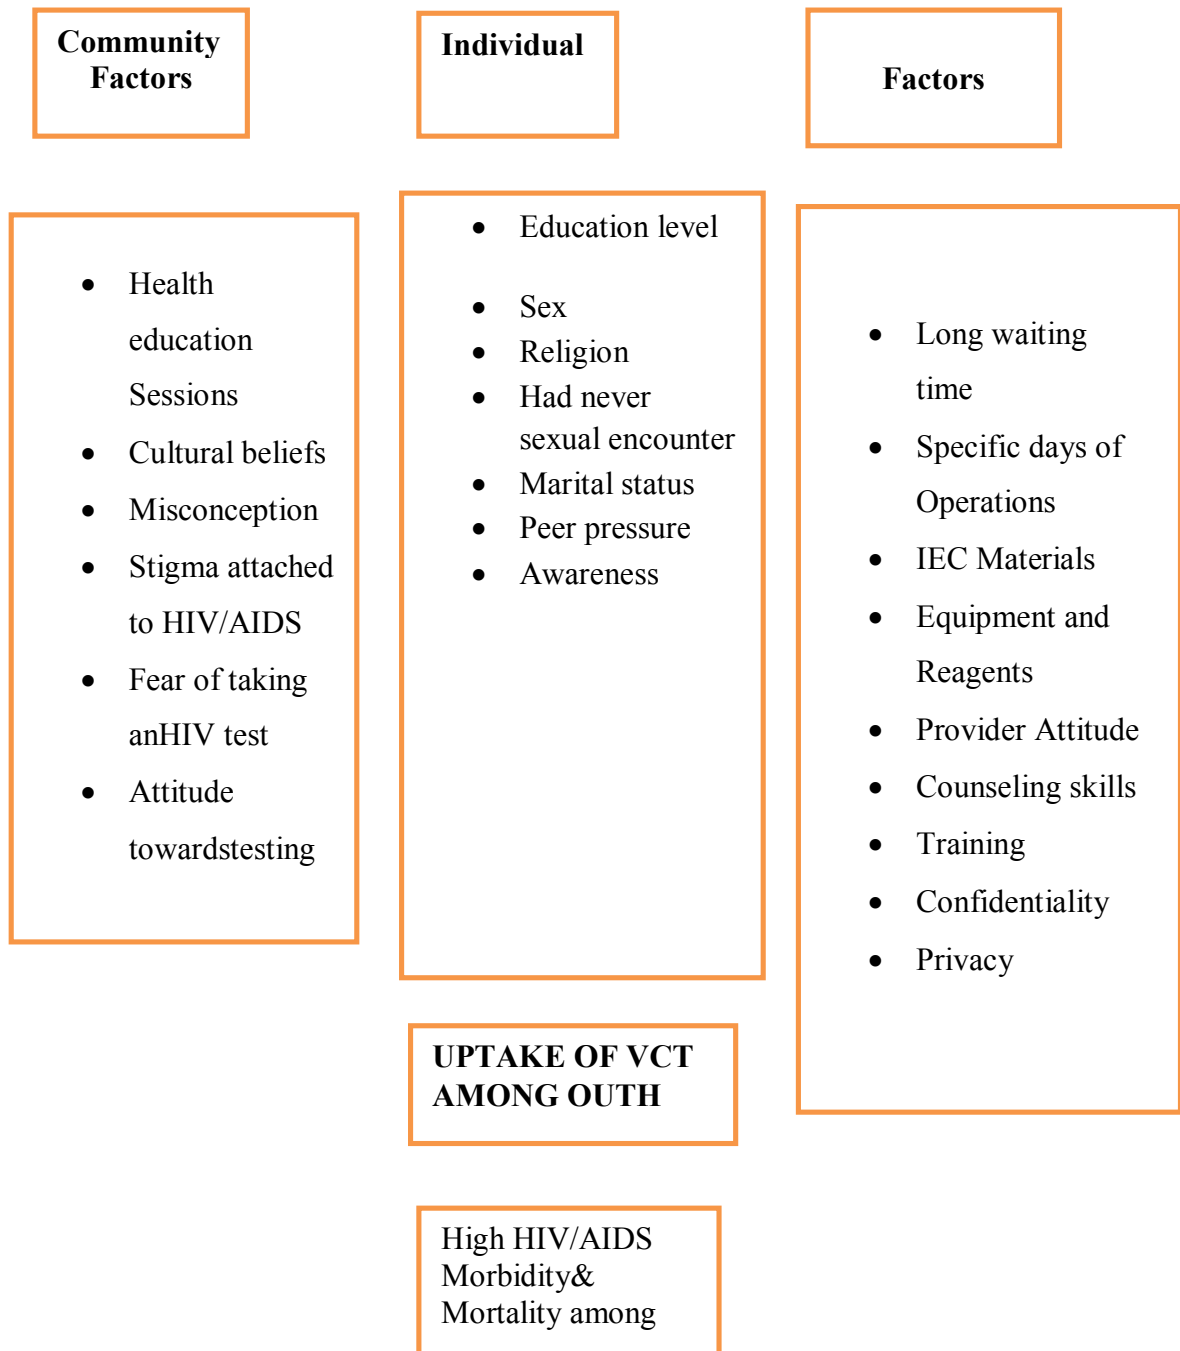 Community
Factors
Individual
Factors
• Health
education
Sessions
• Cultural beliefs
• Misconception
• Stigma attached
to HIV/AIDS
• Fear of taking
anHIV test
• Attitude
towardstesting
• Education level
• Sex
• Religion
• Had never
sexual encounter
• Marital status
• Peer pressure
• Awareness
• Long waiting
time
• Specific days of
Operations
• IEC Materials
• Equipment and
Reagents
• Provider Attitude
• Counseling skills
• Training
• Confidentiality
• Privacy
UPTAKE OF VCT
AMONG OUTH
High HIV/AIDS
Morbidity&
Mortality among